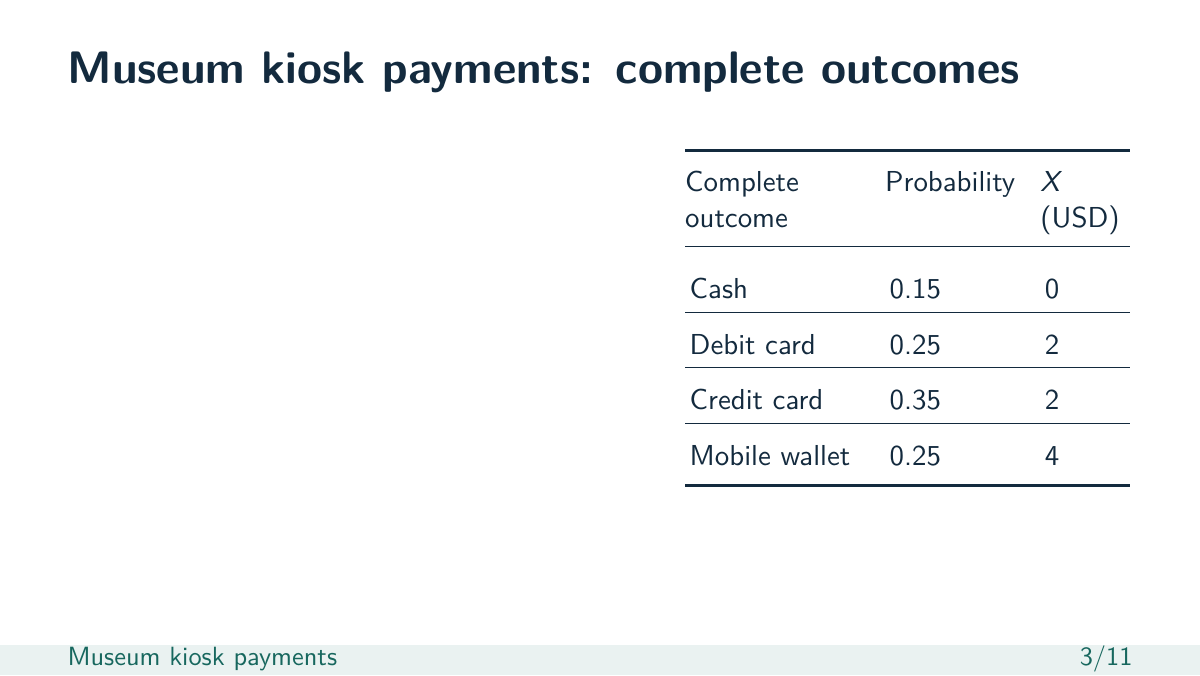 Museum kiosk payments: complete outcomes
Complete outcome Probability X (USD)
Cash 0.15 0
Debit card 0.25 2
Credit card 0.35 2
Mobile wallet 0.25 4
Museum kiosk payments 3/11